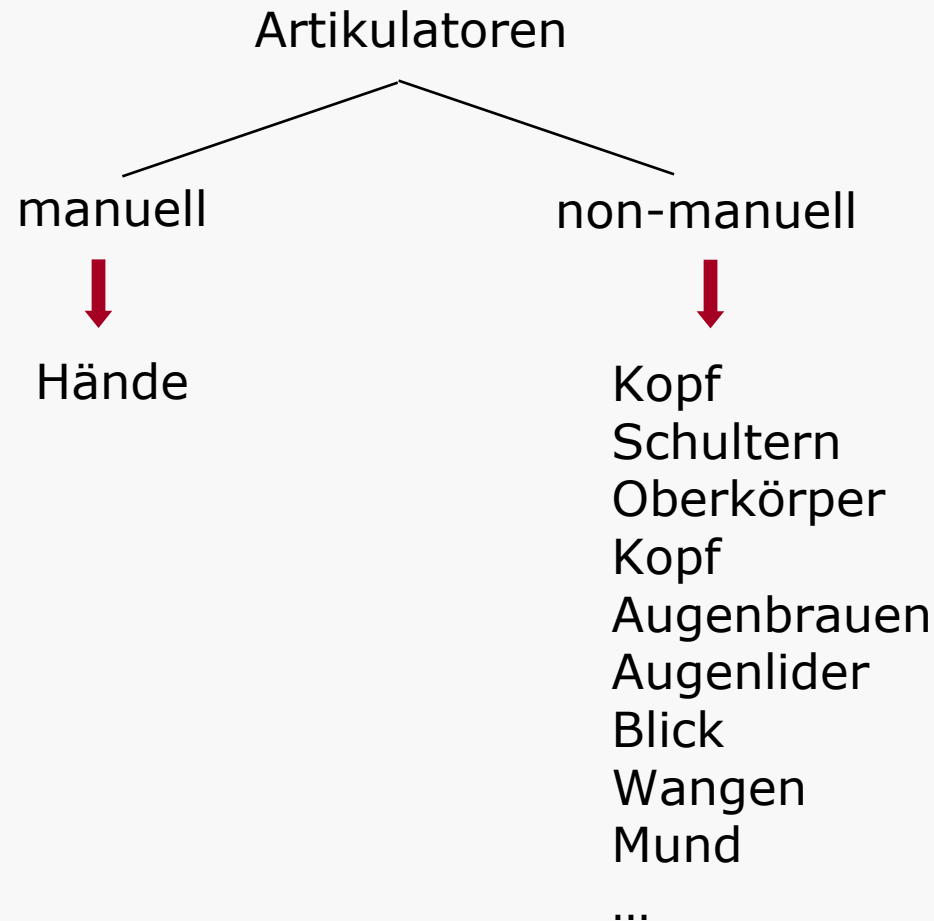 Artikulatoren
manuell
non-manuell
Hände
Kopf
Schultern
Oberkörper
Kopf
Augenbrauen
Augenlider
Blick
Wangen
Mund
...